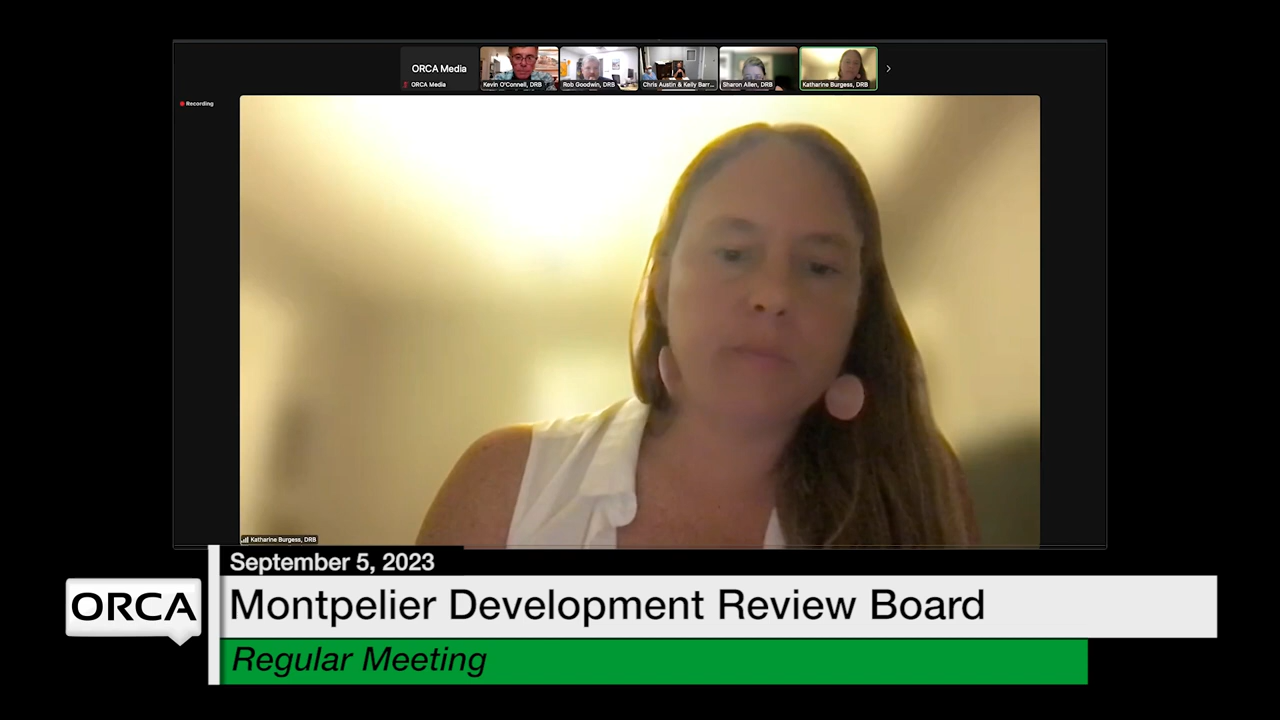 ORCA Media
ORCA Media
Kevin O'Connell, DRB
Rob Goodwin, DRB
Chris Austin & Kelly Barr...
Sharon Allen, DRB
Katharine Burgess, DRB
Recording
Katharine Burgess, DRB
September 5, 2023
ORCA
Montpelier Development Review Board
Regular Meeting